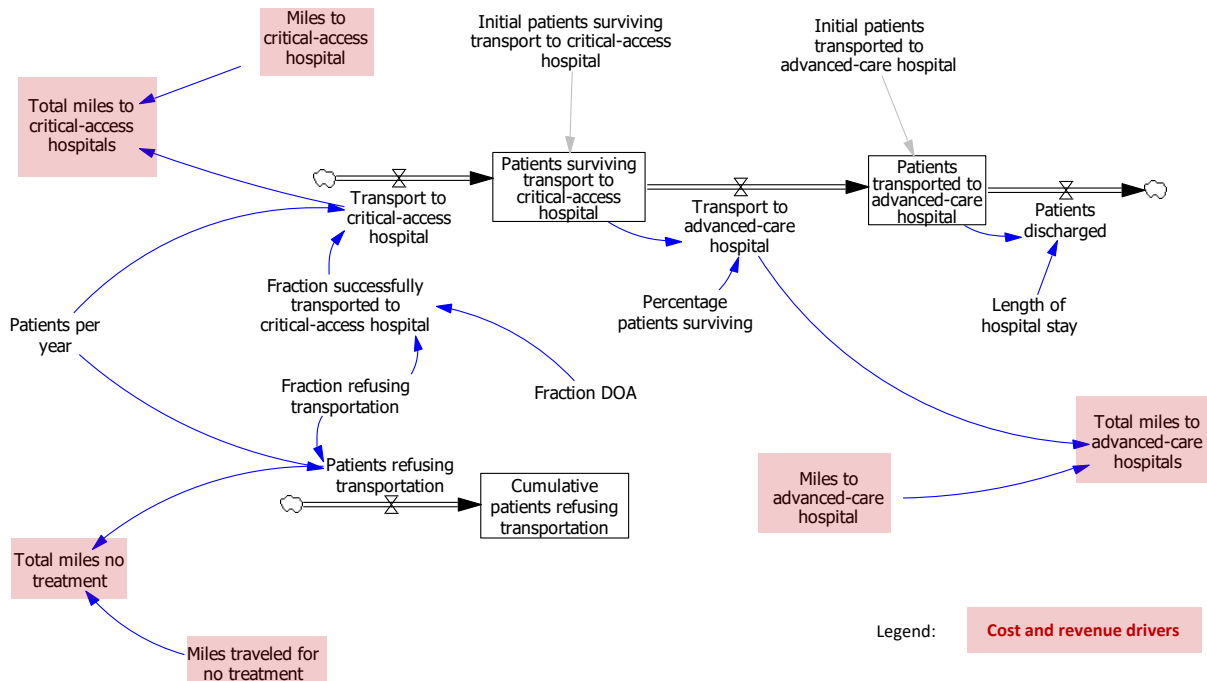 Miles to
critical-access
hospital
Initial patients surviving
transport to critical-access
hospital
Initial patients
transported to
advanced-care hospital
Total miles to
critical-access
hospitals
Patients surviving
transport to
critical-access
hospital
Patients
transported to
advanced-care
hospital
Transport to
critical-access
hospital
Transport to
advanced-care
hospital
Patients
discharged
Fraction successfully
transported to
critical-access hospital
Percentage
patients surviving
Length of
hospital stay
Patients per
year
Fraction refusing
transportation
Fraction DOA
Total miles to
advanced-care
hospitals
Patients refusing
transportation
Cumulative
patients refusing
transportation
Miles to
advanced-care
hospital
Total miles no
treatment
Miles traveled for
no treatment
Legend:
Cost and revenue drivers